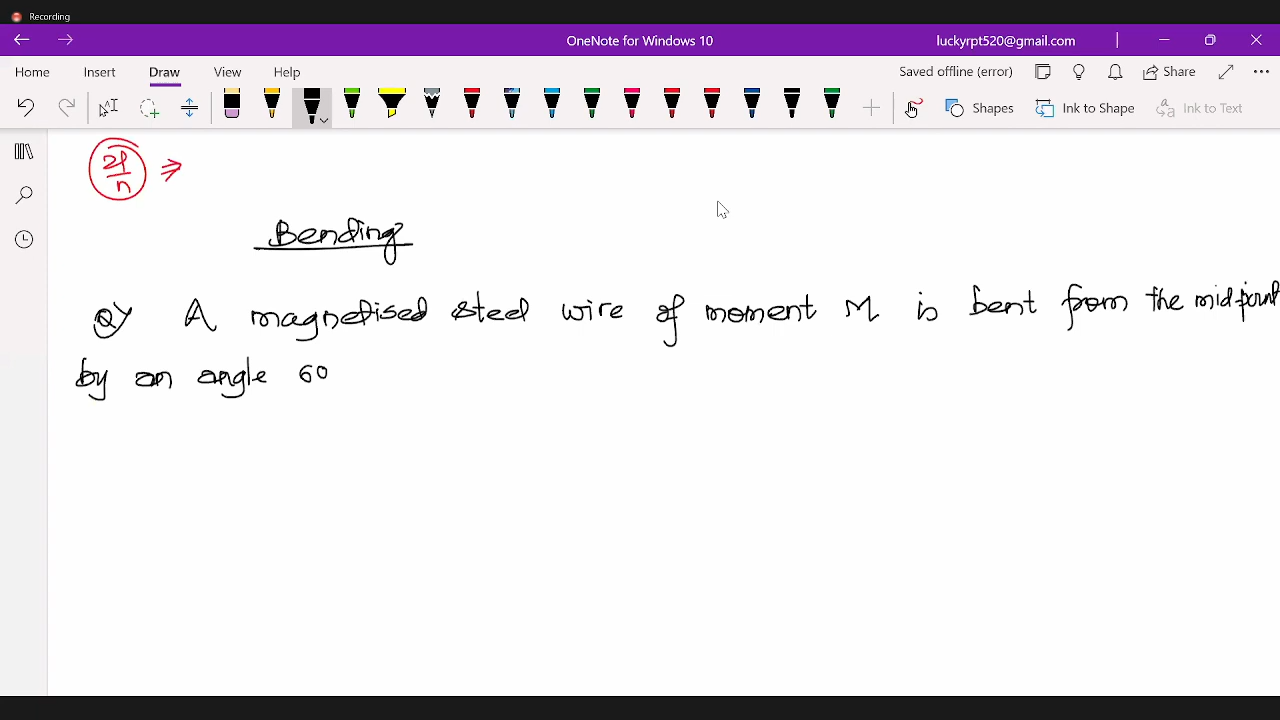 Recording
OneNote for Windows 10
luckyrpt520@gmail.com
Home Insert Draw View Help
Saved offline (error)
Share
Shapes
Ink to Shape
Ink to Text
2l/n ⇒
Bending
Q) A magnetised steel wire of moment M is bent from the midpoint
by an angle 60